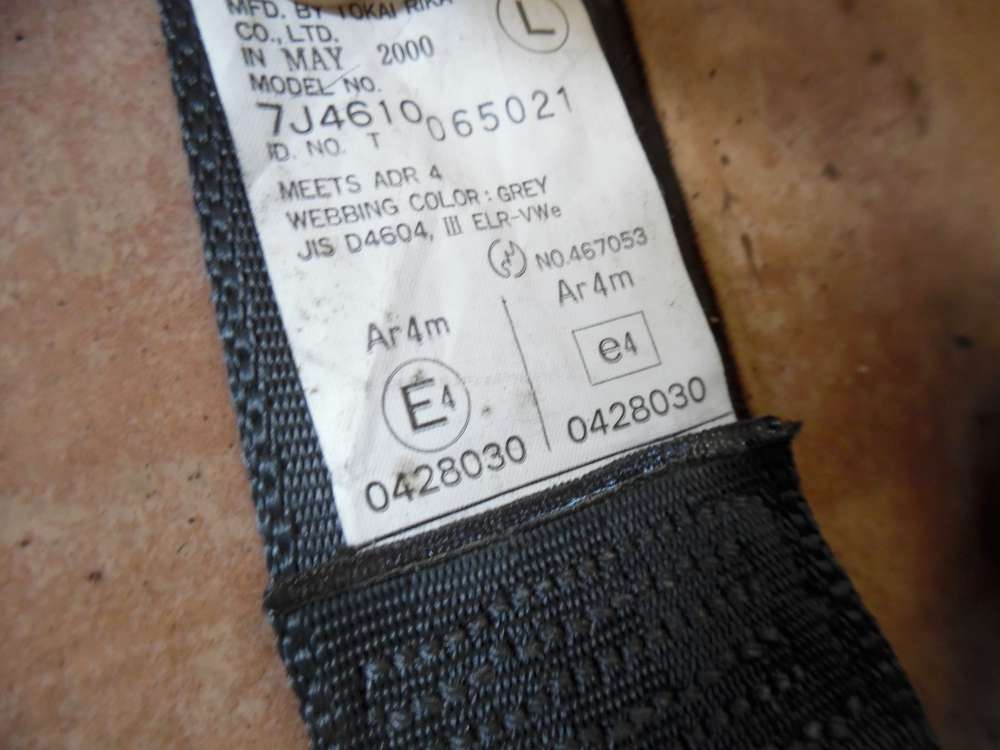 MFD. BY TOKAI RIKA
CO., LTD.
L
IN MAY 2000
MODEL NO.
7J4610
ID. NO. T 065021
MEETS ADR 4
WEBBING COLOR : GREY
JIS D4604, III ELR-VWe
NO.467053
Ar4m
E4
0428030
Ar4m
e4
0428030